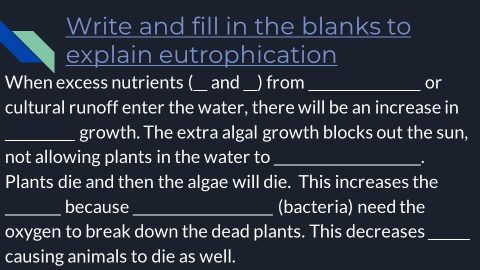 Write and fill in the blanks to
explain eutrophication
When excess nutrients (__ and __) from ____________ or
cultural runoff enter the water, there will be an increase in
________ growth. The extra algal growth blocks out the sun,
not allowing plants in the water to ________________.
Plants die and then the algae will die.  This increases the
______ because _______________ (bacteria) need the
oxygen to break down the dead plants. This decreases _____
causing animals to die as well.